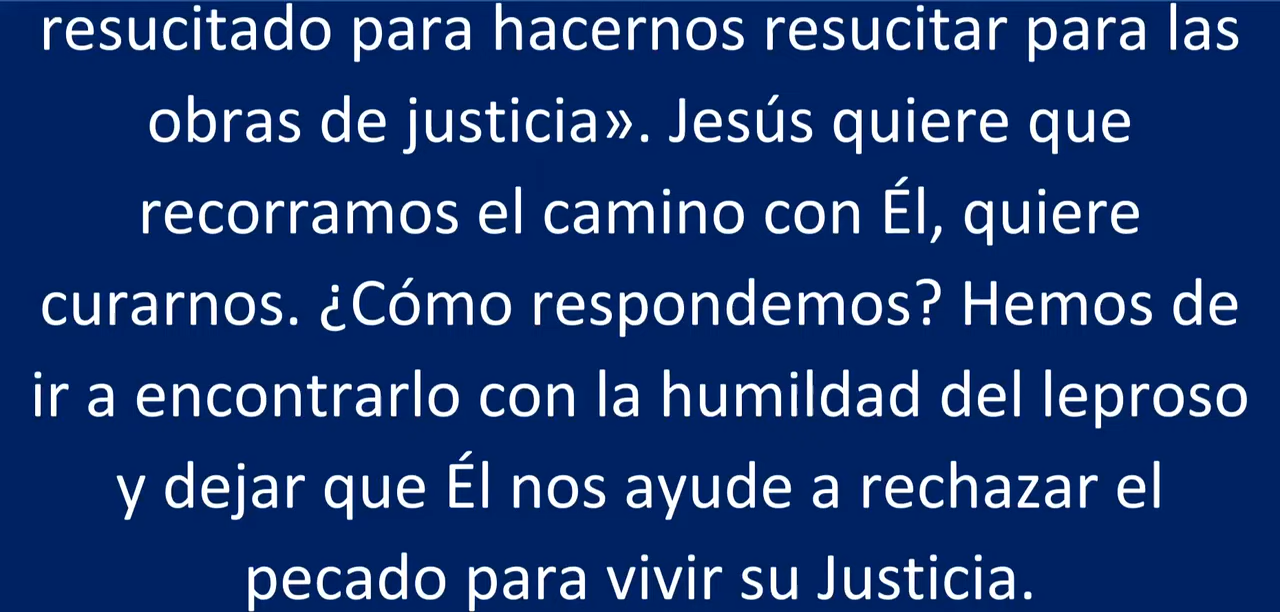 resucitado para hacernos resucitar para las
obras de justicia». Jesús quiere que
recorramos el camino con Él, quiere
curarnos. ¿Cómo respondemos? Hemos de
ir a encontrarlo con la humildad del leproso
y dejar que Él nos ayude a rechazar el
pecado para vivir su Justicia.